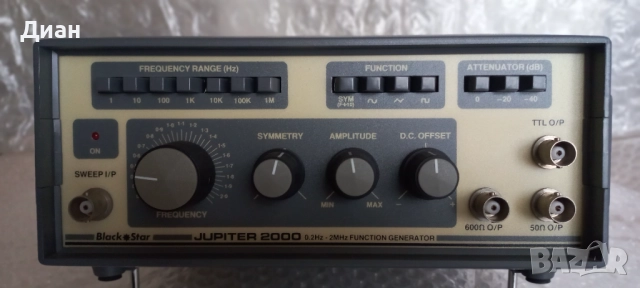 Диан
FREQUENCY RANGE (Hz)
1 10 100 1K 10K 100K 1M
FUNCTION
SYM
(F÷10)
ATTENUATOR (dB)
0 -20 -40
TTL O/P
ON
SYMMETRY
AMPLITUDE
D.C. OFFSET
SWEEP I/P
MIN MAX
- +
FREQUENCY
600Ω O/P
50Ω O/P
Black Star
JUPITER 2000 0.2Hz - 2MHz FUNCTION GENERATOR
bazar